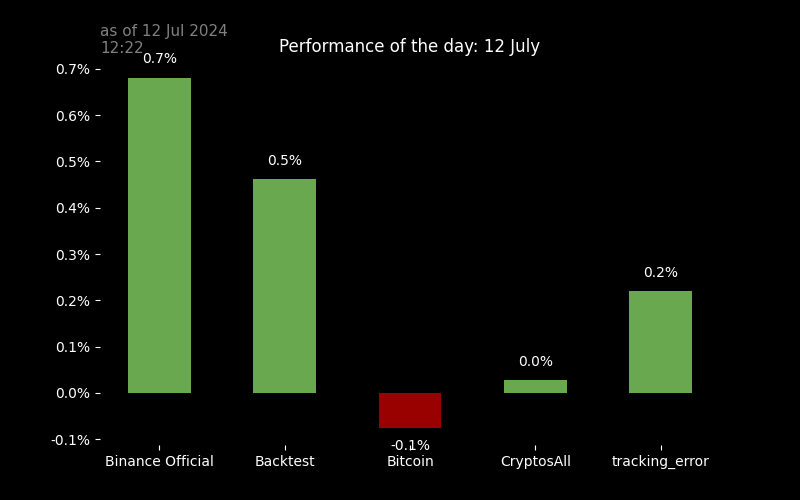 as of 12 Jul 2024
12:22
Performance of the day: 12 July
0.7%
0.6%
0.5%
0.4%
0.3%
0.2%
0.1%
0.0%
-0.1%
0.7%
0.5%
-0.1%
0.0%
0.2%
Binance Official
Backtest
Bitcoin
CryptosAll
tracking_error